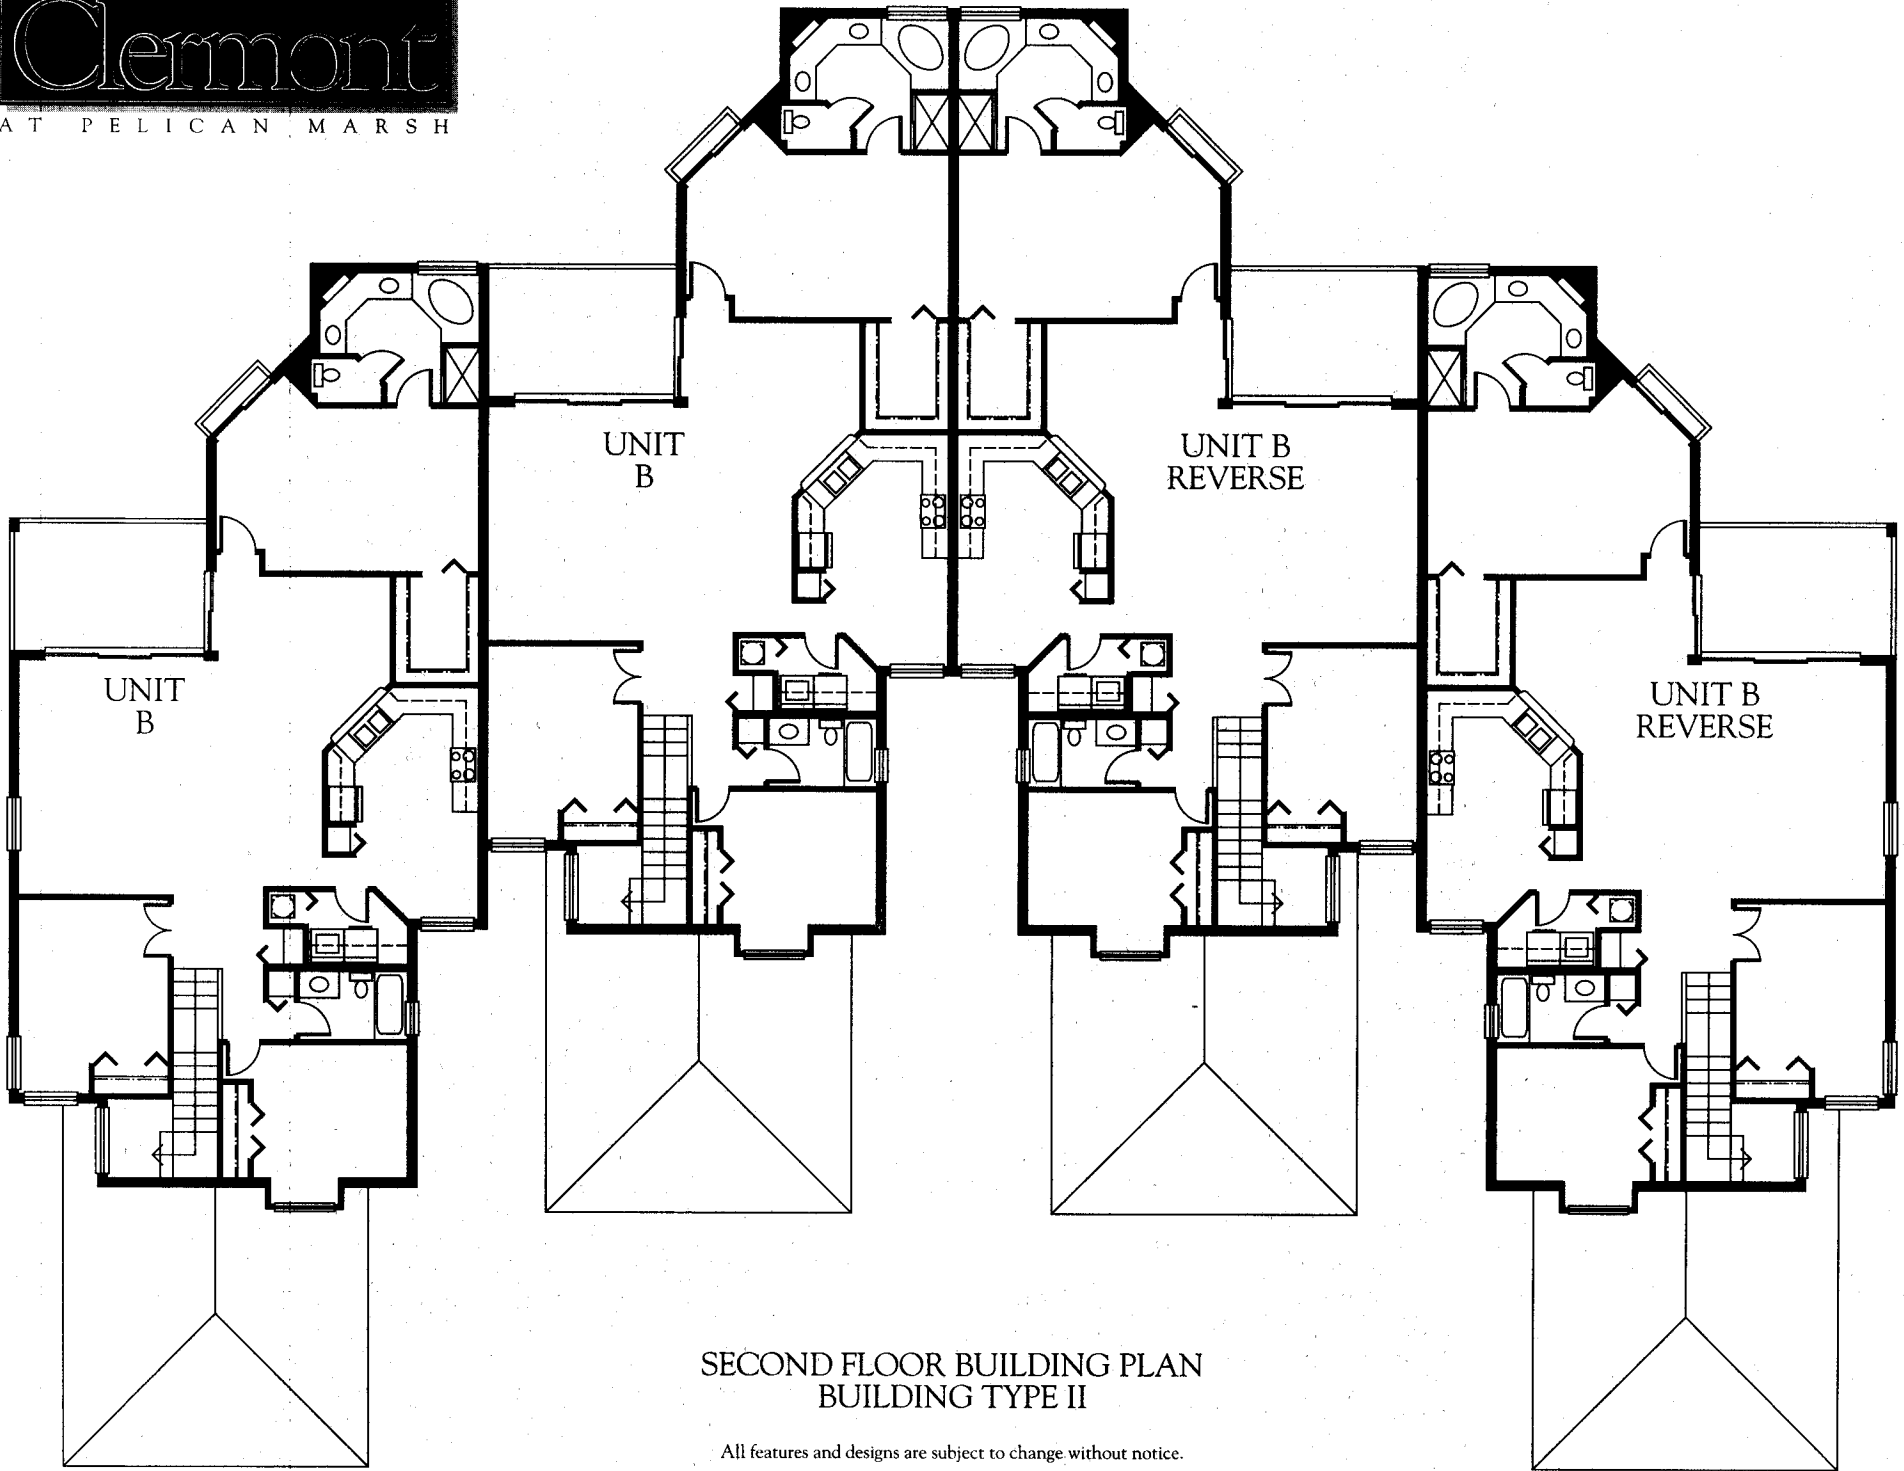 Clermont
AT PELICAN MARSH
UNIT
B
UNIT B
REVERSE
UNIT
B
UNIT B
REVERSE
SECOND FLOOR BUILDING PLAN
BUILDING TYPE II
All features and designs are subject to change without notice.